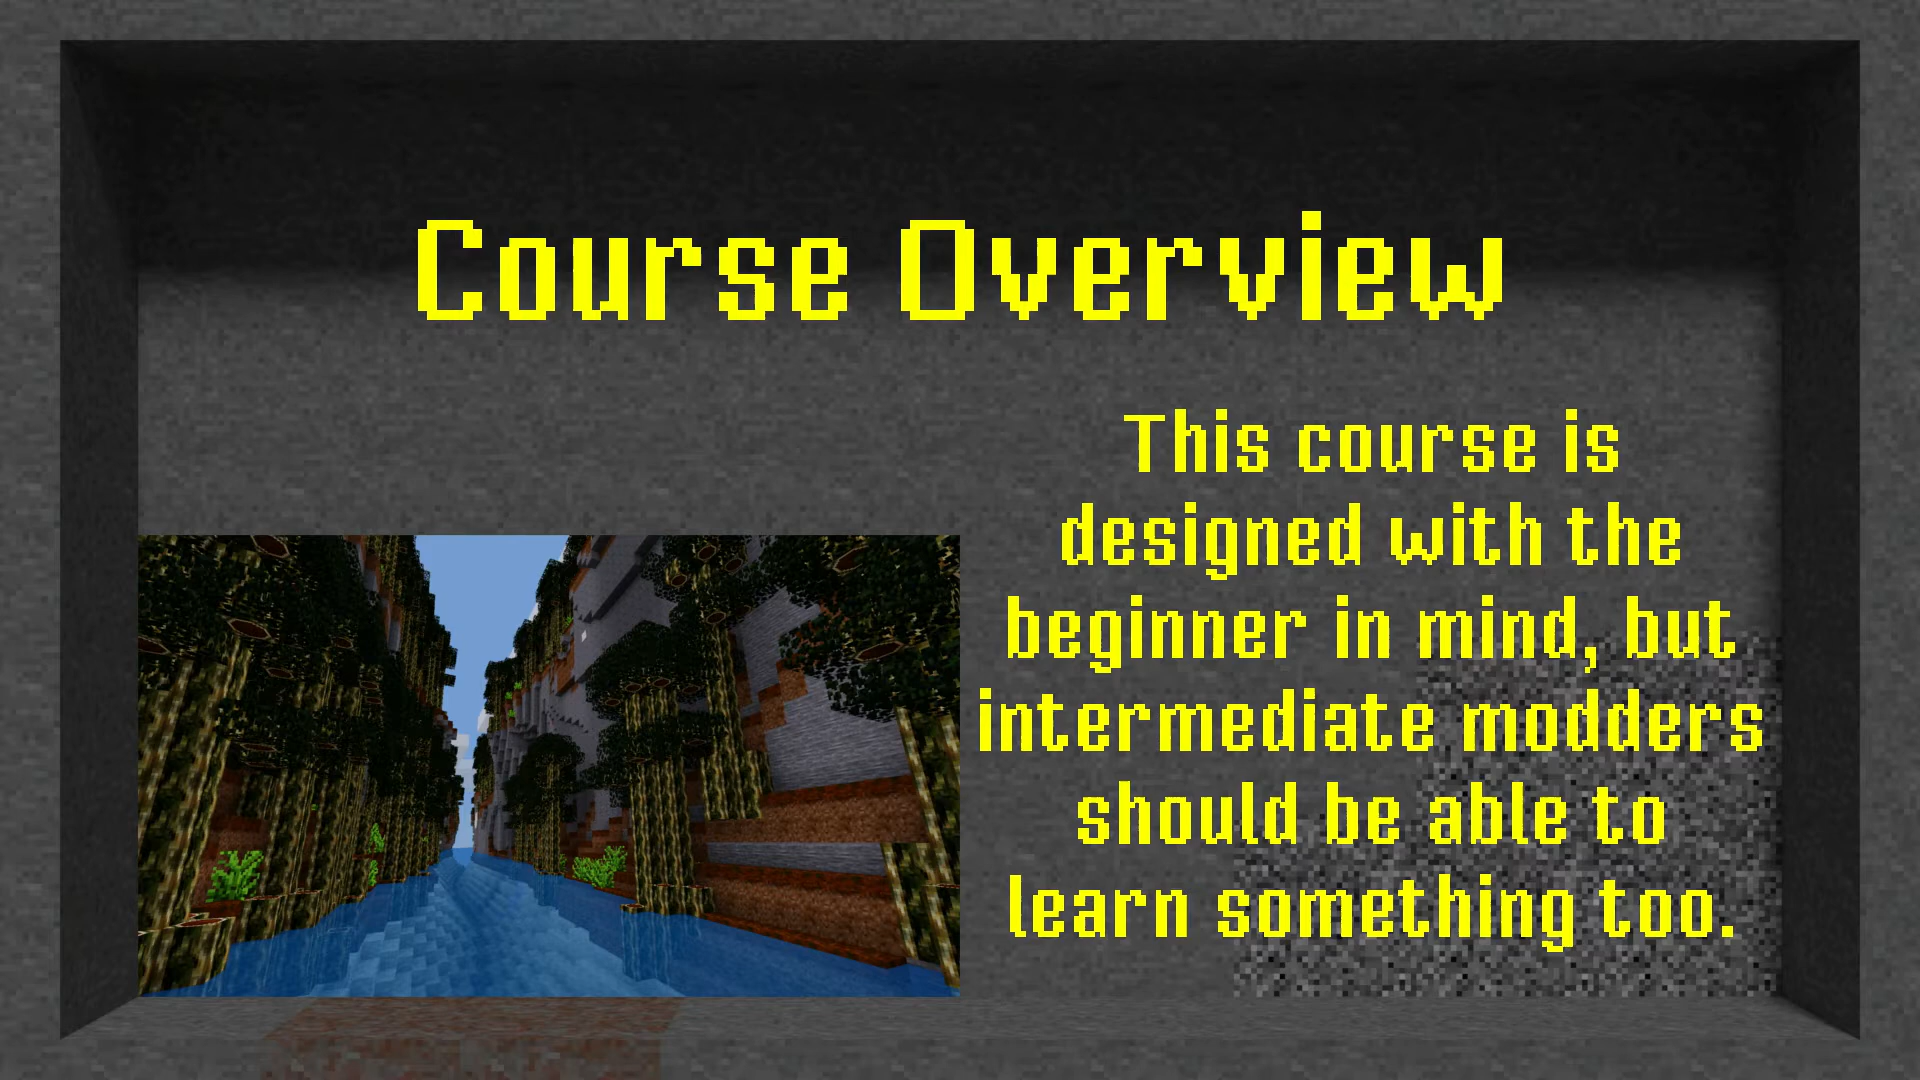 Course Overview
This course is
designed with the
beginner in mind, but
intermediate modders
should be able to
learn something too.